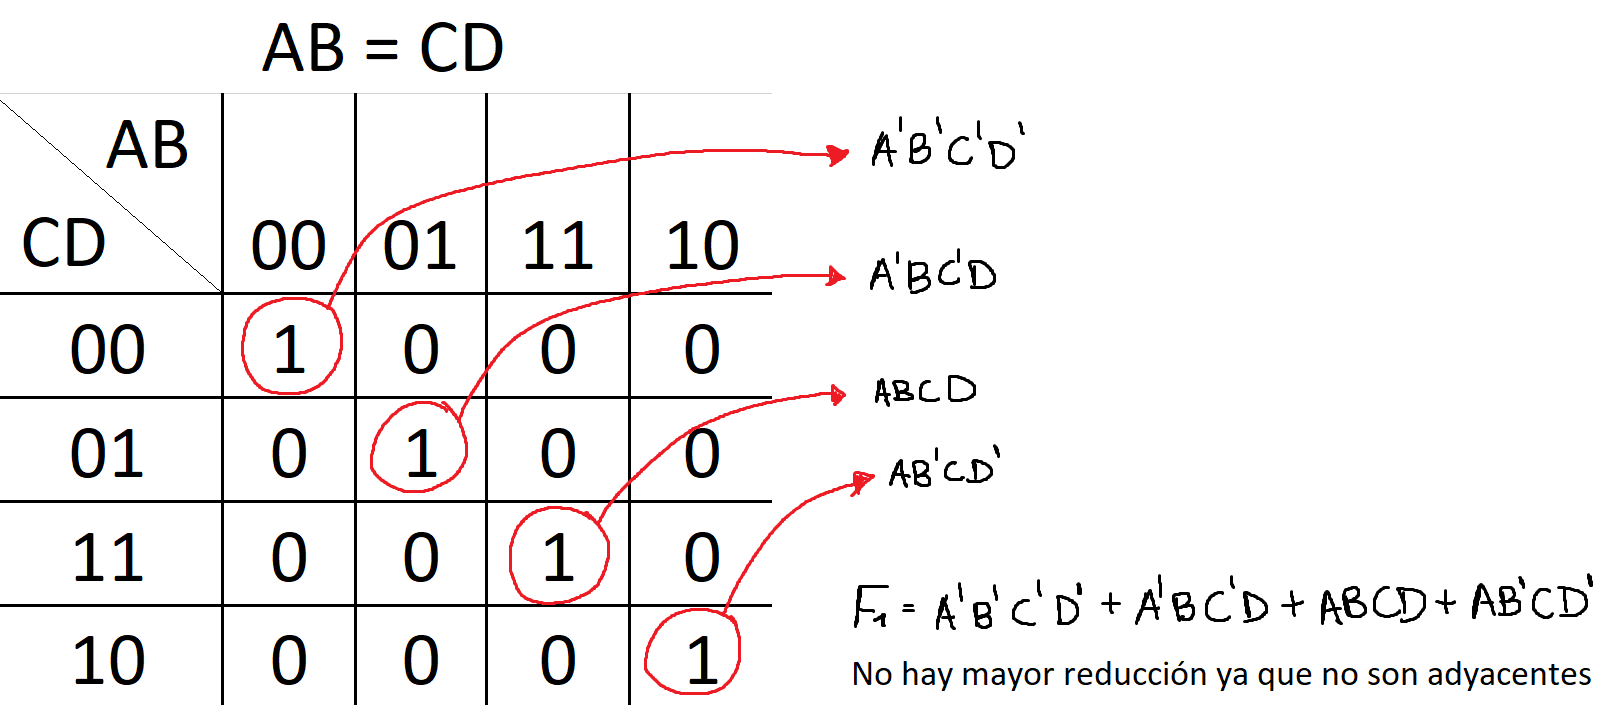 AB = CD
AB
CD 00 01 11 10
00 1 0 0 0
01 0 1 0 0
11 0 0 1 0
10 0 0 0 1
A'B'C'D'
A'BC'D
ABCD
AB'CD'
F₁ = A'B'C'D' + A'BC'D + ABCD + AB'CD'
No hay mayor reducción ya que no son adyacentes